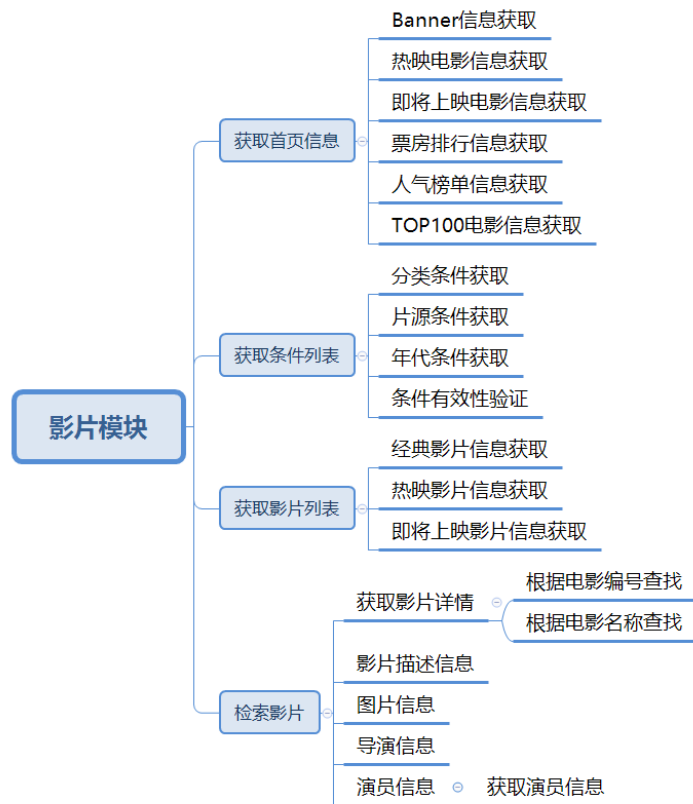 影片模块
获取首页信息
Banner信息获取
热映电影信息获取
即将上映电影信息获取
票房排行信息获取
人气榜单信息获取
TOP100电影信息获取
获取条件列表
分类条件获取
片源条件获取
年代条件获取
条件有效性验证
获取影片列表
经典影片信息获取
热映影片信息获取
即将上映影片信息获取
检索影片
获取影片详情
根据电影编号查找
根据电影名称查找
影片描述信息
图片信息
导演信息
演员信息
获取演员信息